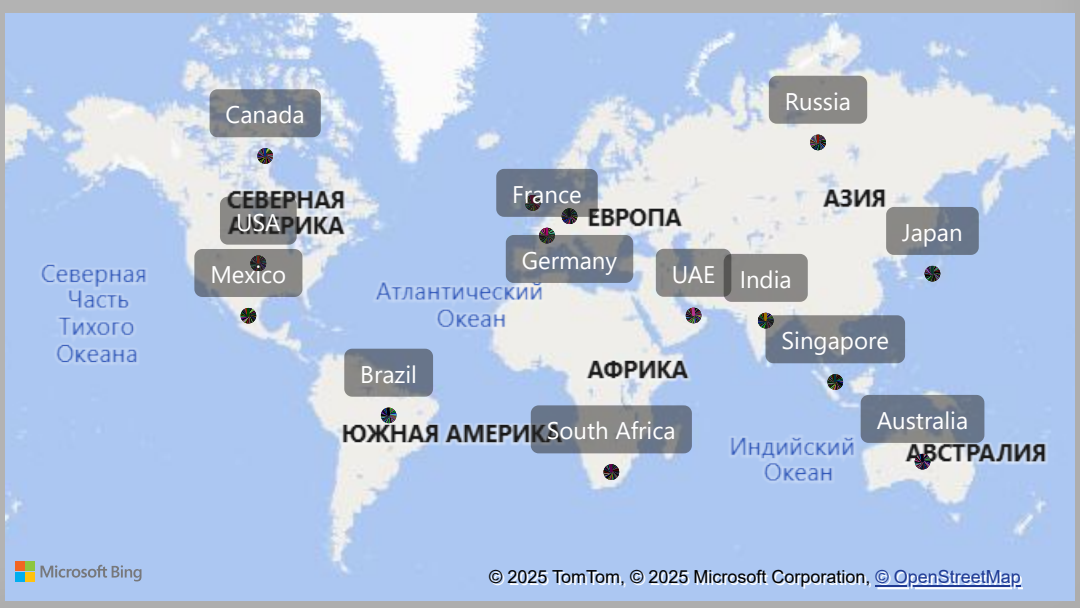 Canada
Russia
СЕВЕРНАЯ
АМЕРИКА
USA
France
ЕВРОПА
АЗИЯ
Japan
Mexico
Germany
UAE
India
Северная
Часть
Тихого
Океана
Атлантический
Океан
Singapore
Brazil
АФРИКА
ЮЖНАЯ АМЕРИКА
South Africa
Australia
Индийский
Океан
АВСТРАЛИЯ
Microsoft Bing
© 2025 TomTom, © 2025 Microsoft Corporation, © OpenStreetMap